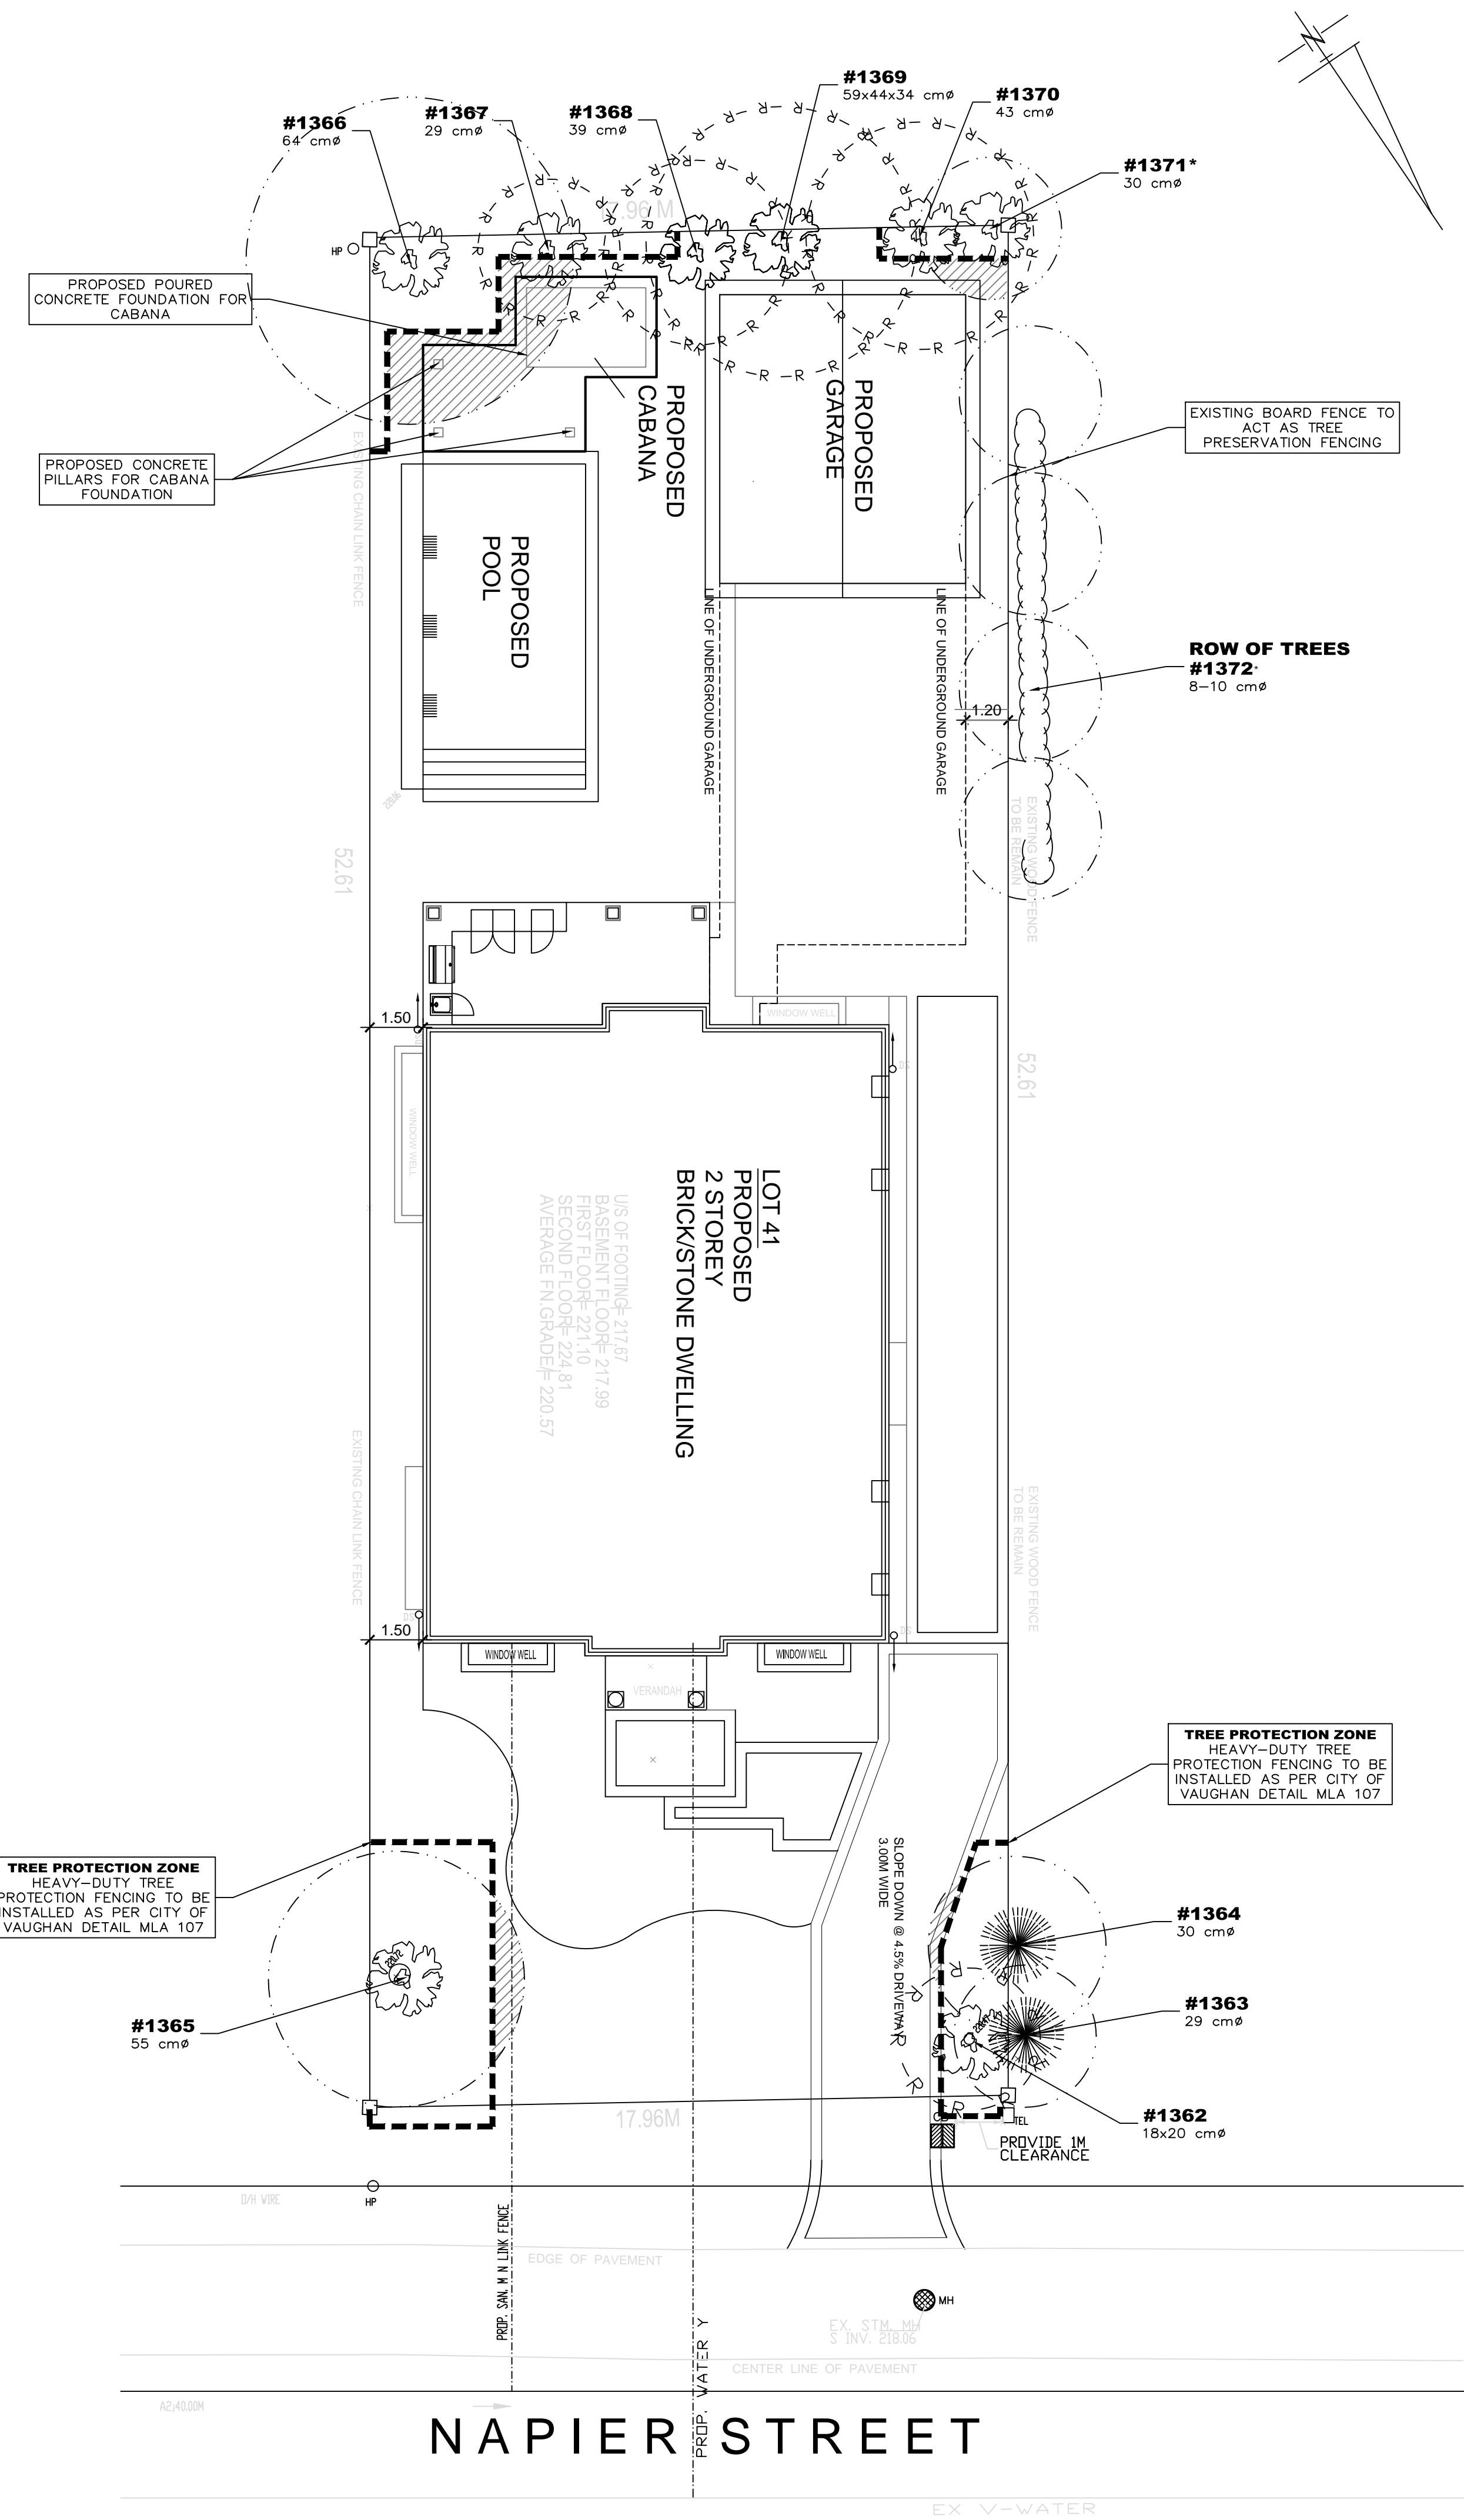 #1369
59x44x34 cmø
#1370
43 cmø
#1368
39 cmø
#1367
29 cmø
#1366
64 cmø
#1371*
30 cmø
HP
PROPOSED POURED
CONCRETE FOUNDATION FOR
CABANA
PROPOSED CONCRETE
PILLARS FOR CABANA
FOUNDATION
EXISTING CHAIN LINK FENCE
PROPOSED
CABANA
PROPOSED
GARAGE
EXISTING BOARD FENCE TO
ACT AS TREE
PRESERVATION FENCING
PROPOSED
POOL
LINE OF UNDERGROUND GARAGE
LINE OF UNDERGROUND GARAGE
ROW OF TREES
#1372*
8–10 cmø
1.20
EXISTING WOOD FENCE
TO BE REMAIN
52.61
1.50
WINDOW WELL
DS
52.61
WINDOW WELL
LOT 41
PROPOSED
2 STOREY
BRICK/STONE DWELLING
U/S OF FOOTING= 217.67
BASEMENT FLOOR= 217.99
FIRST FLOOR= 221.10
SECOND FLOOR= 224.81
AVERAGE FN.GRADE/= 220.57
EXISTING CHAIN LINK FENCE
EXISTING WOOD FENCE
TO BE REMAIN
DS
DS
1.50
WINDOW WELL
WINDOW WELL
VERANDAH
TREE PROTECTION ZONE
HEAVY–DUTY TREE
PROTECTION FENCING TO BE
INSTALLED AS PER CITY OF
VAUGHAN DETAIL MLA 107
SLOPE DOWN @ 4.5% DRIVEWAY
3.00M WIDE
TREE PROTECTION ZONE
HEAVY–DUTY TREE
PROTECTION FENCING TO BE
INSTALLED AS PER CITY OF
VAUGHAN DETAIL MLA 107
#1364
30 cmø
#1363
29 cmø
#1365
55 cmø
#1362
18x20 cmø
17.96M
TEL
PROVIDE 1M
CLEARANCE
HP
O/H WIRE
PROP. SAN. M N LINK FENCE
EDGE OF PAVEMENT
MH
EX. STM. MH
S INV. 218.06
CENTER LINE OF PAVEMENT
PROP. WATER Y
A2;40.00M
NAPIER STREET
EX V–WATER